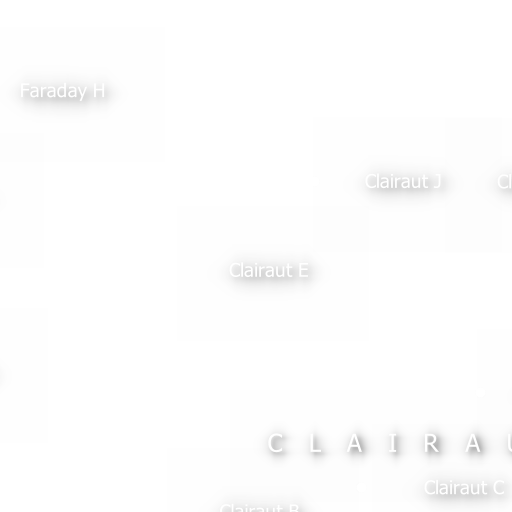 Faraday H
Clairaut J
Cl
Clairaut E
C L A I R A U
Clairaut C
Clairaut B